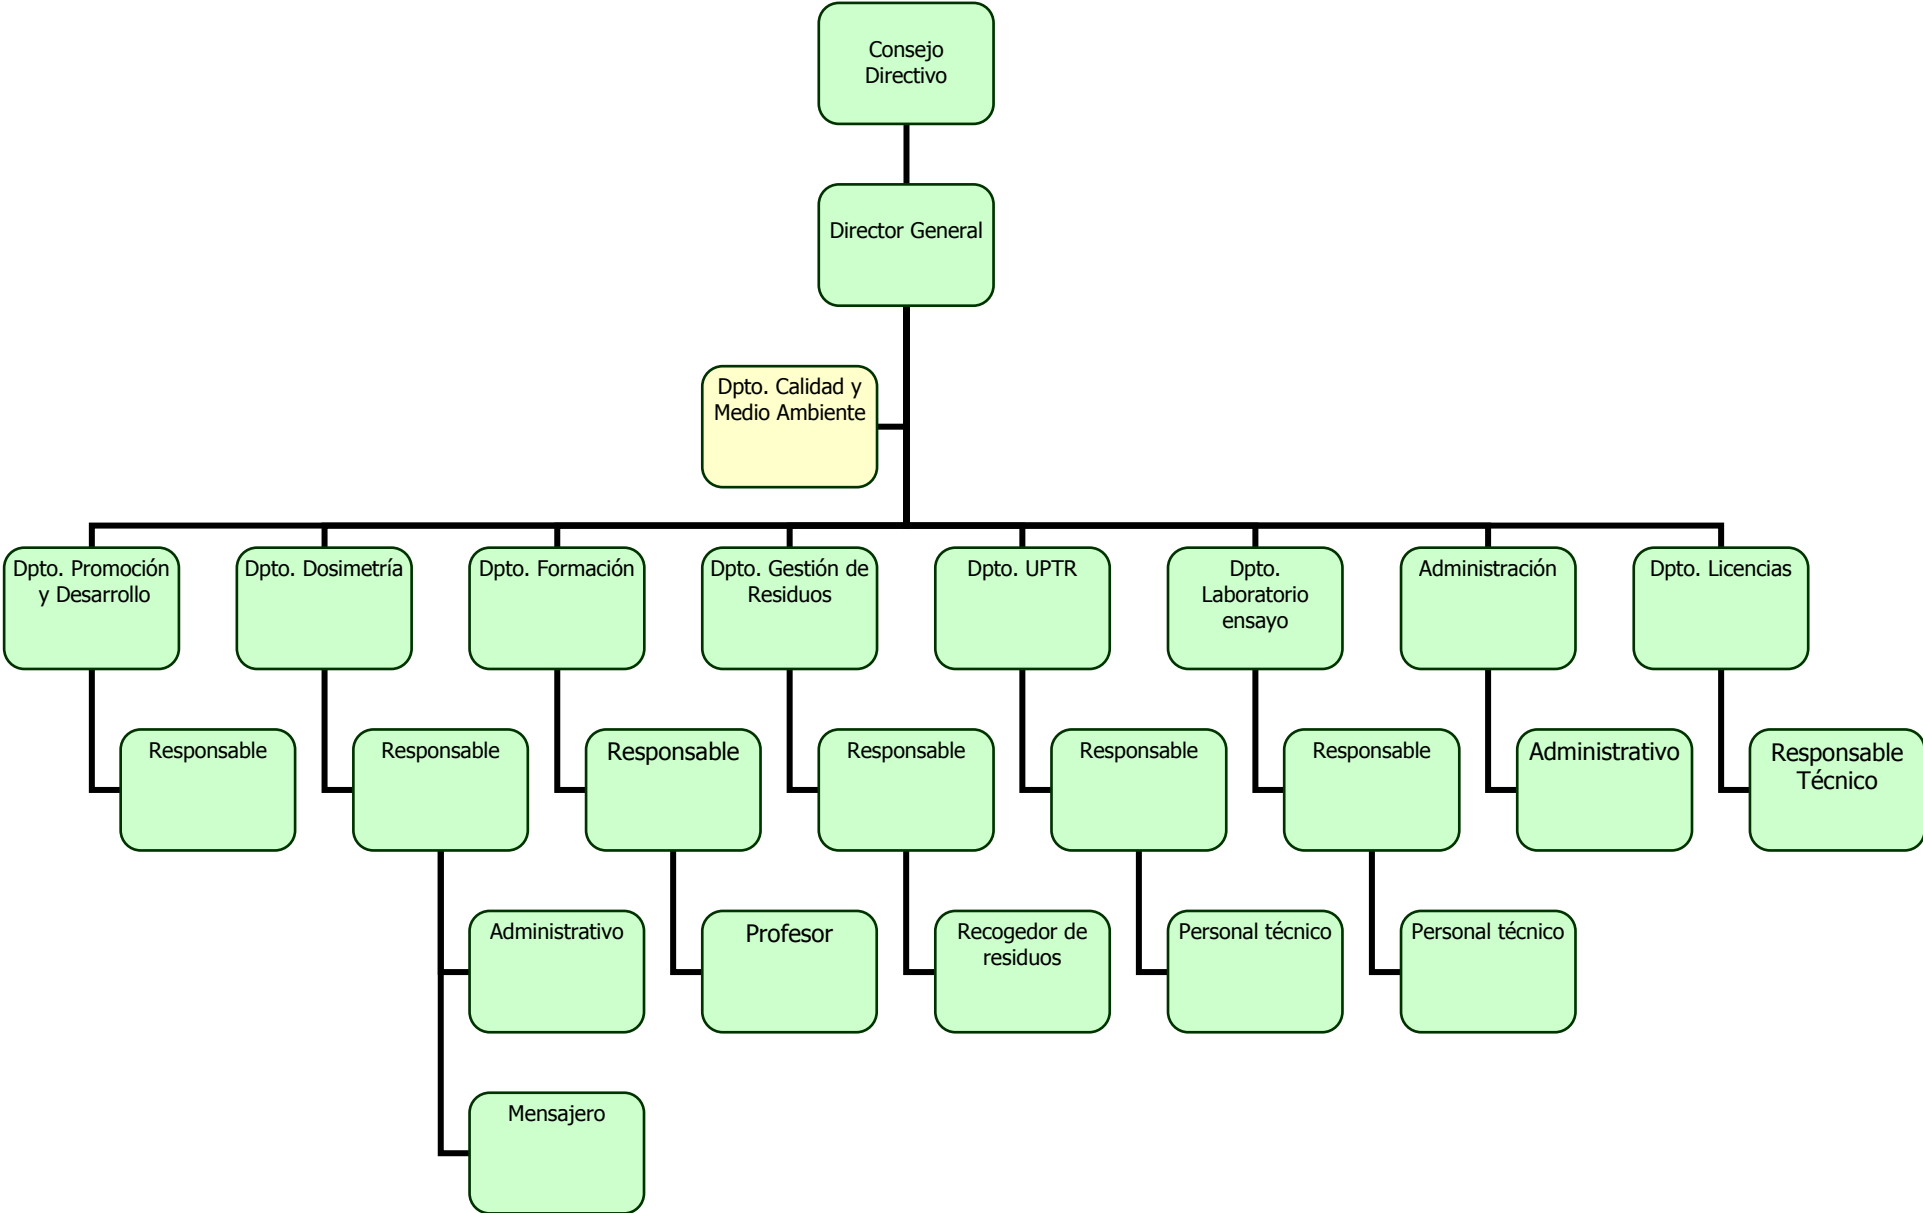 Consejo
Directivo
Director General
Dpto. Calidad y
Medio Ambiente
Dpto. Promoción
y Desarrollo
Dpto. Dosimetría
Dpto. Formación
Dpto. Gestión de
Residuos
Dpto. UPTR
Dpto.
Laboratorio
ensayo
Administración
Dpto. Licencias
Responsable
Responsable
Responsable
Responsable
Responsable
Responsable
Administrativo
Responsable
Técnico
Administrativo
Profesor
Recogedor de
residuos
Personal técnico
Personal técnico
Mensajero